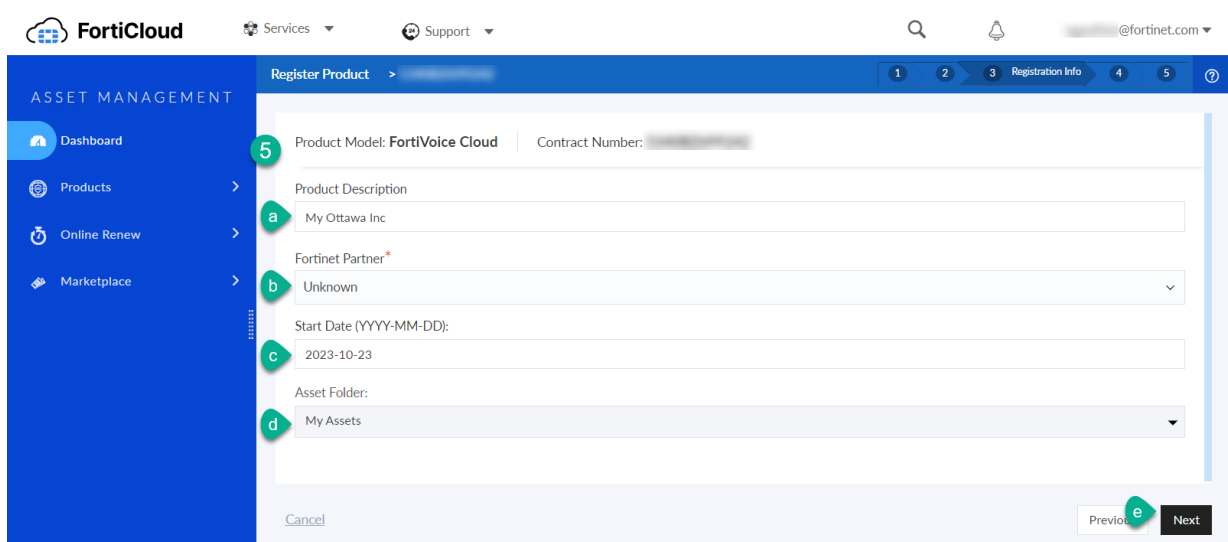 FortiCloud Services Support @fortinet.com
Register Product > 1 2 3 Registration Info 4 5
ASSET MANAGEMENT
Dashboard
Products
Online Renew
Marketplace
5 Product Model: FortiVoice Cloud Contract Number:
Product Description
a My Ottawa Inc
Fortinet Partner*
b Unknown
Start Date (YYYY-MM-DD):
c 2023-10-23
Asset Folder:
d My Assets
Cancel e Next